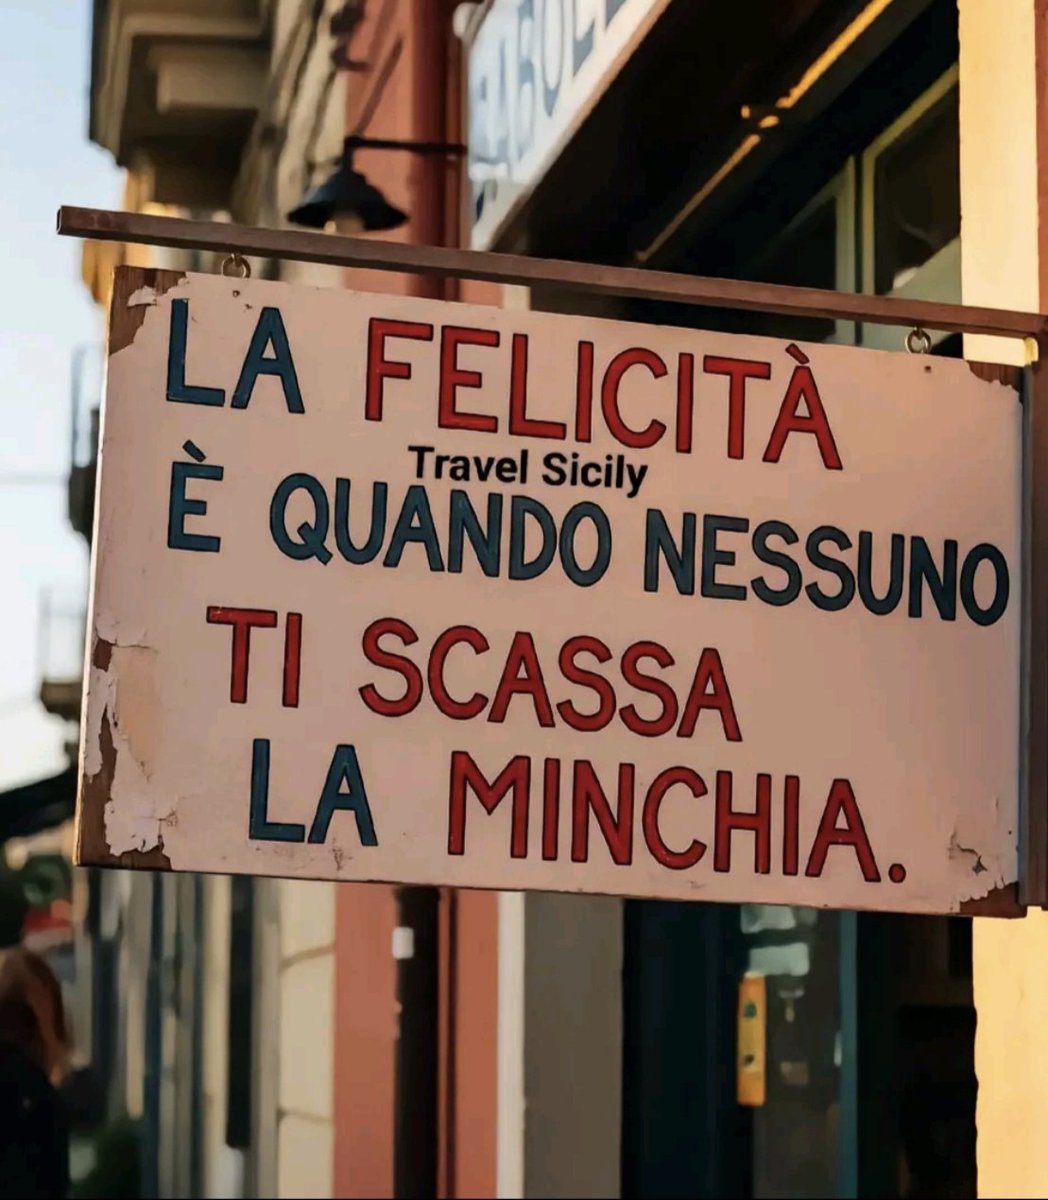 LA FELICITÀ
Travel Sicily
È QUANDO NESSUNO
TI SCASSA
LA MINCHIA.